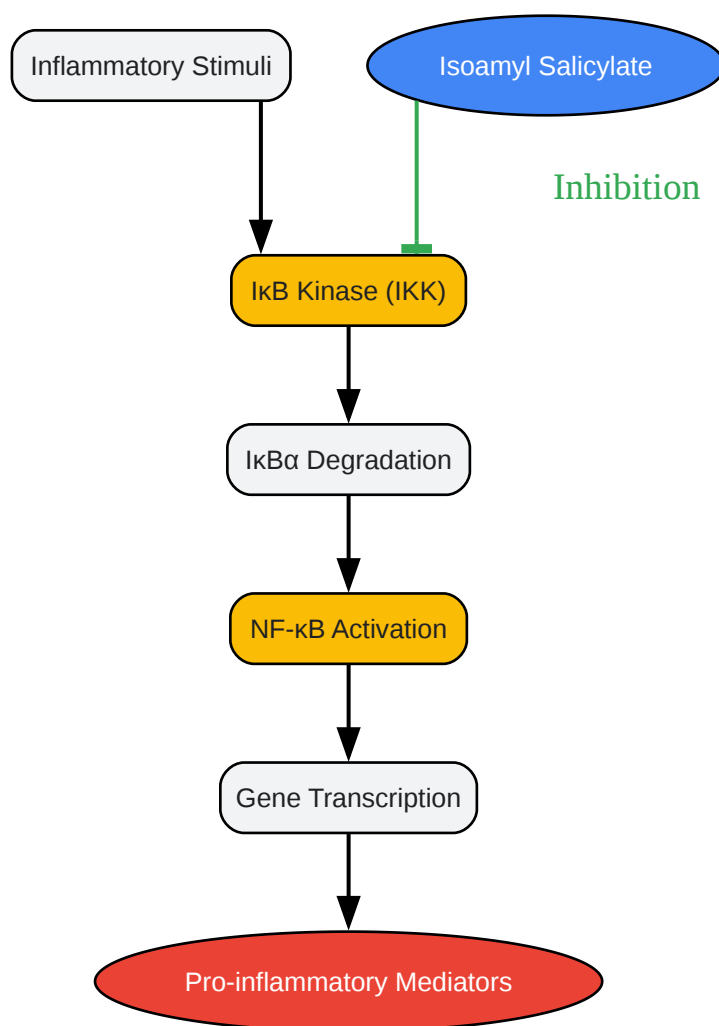 Inflammatory Stimuli
Isoamyl Salicylate
Inhibition
IκB Kinase (IKK)
IκBα Degradation
NF-κB Activation
Gene Transcription
Pro-inflammatory Mediators